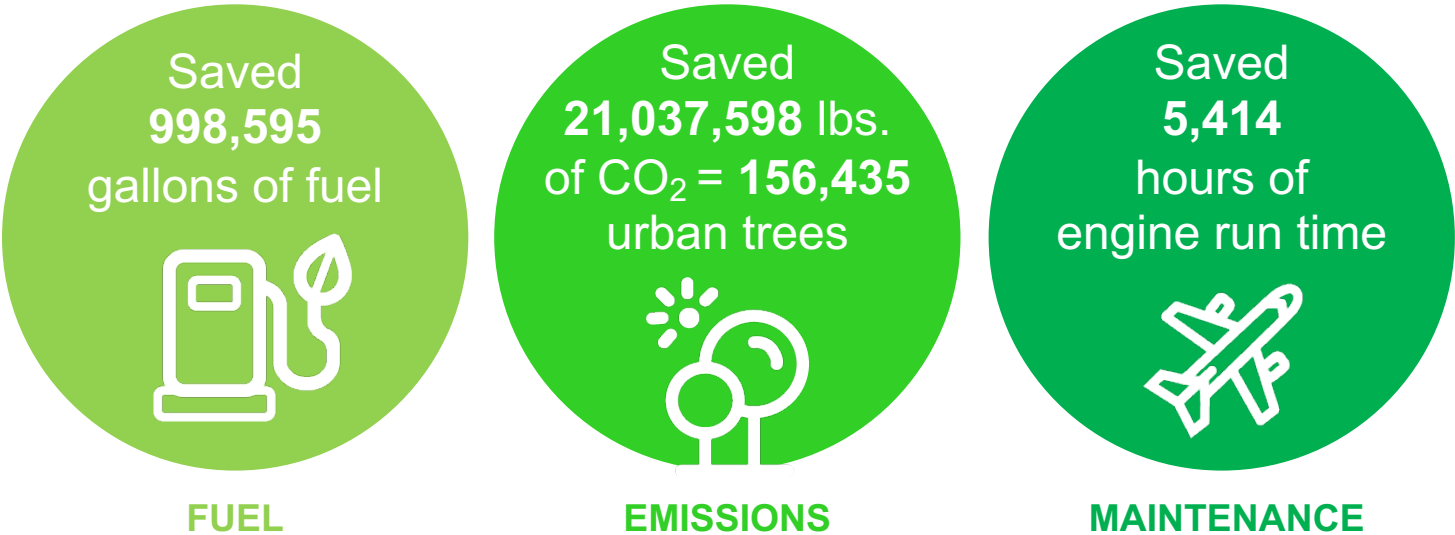 Saved
998,595
gallons of fuel
FUEL
Saved
21,037,598 lbs.
of CO₂ = 156,435
urban trees
EMISSIONS
Saved
5,414
hours of
engine run time
MAINTENANCE